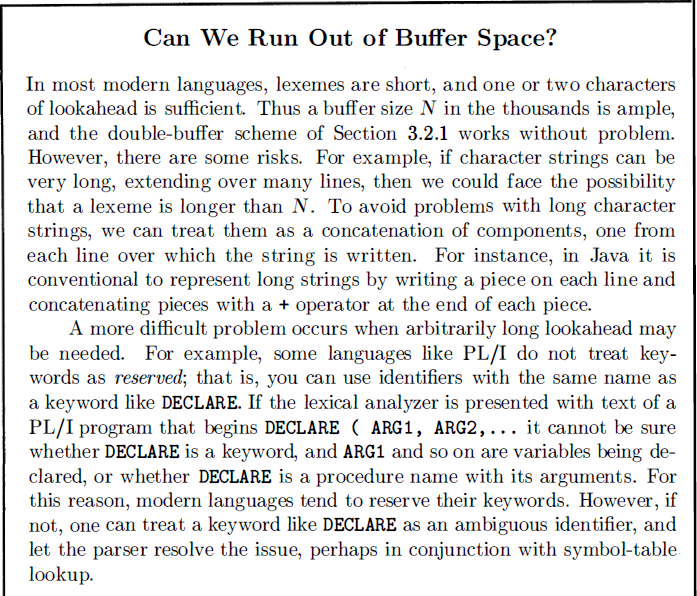 Can We Run Out of Buffer Space?
In most modern languages, lexemes are short, and one or two characters
of lookahead is sufficient. Thus a buffer size N in the thousands is ample,
and the double-buffer scheme of Section 3.2.1 works without problem.
However, there are some risks. For example, if character strings can be
very long, extending over many lines, then we could face the possibility
that a lexeme is longer than N. To avoid problems with long character
strings, we can treat them as a concatenation of components, one from
each line over which the string is written. For instance, in Java it is
conventional to represent long strings by writing a piece on each line and
concatenating pieces with a + operator at the end of each piece.
A more difficult problem occurs when arbitrarily long lookahead may
be needed. For example, some languages like PL/I do not treat key-
words as reserved; that is, you can use identifiers with the same name as
a keyword like DECLARE. If the lexical analyzer is presented with text of a
PL/I program that begins DECLARE ( ARG1, ARG2,... it cannot be sure
whether DECLARE is a keyword, and ARG1 and so on are variables being de-
clared, or whether DECLARE is a procedure name with its arguments. For
this reason, modern languages tend to reserve their keywords. However, if
not, one can treat a keyword like DECLARE as an ambiguous identifier, and
let the parser resolve the issue, perhaps in conjunction with symbol-table
lookup.